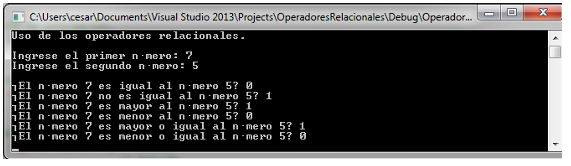 C:\Users\cesar\Documents\Visual Studio 2013\Projects\OperadoresRelacionales\Debug\Operador...
Uso de los operadores relacionales.
Ingrese el primer n·mero: 7
Ingrese el segundo n·mero: 5
┐El n·mero 7 es igual al n·mero 5? 0
┐El n·mero 7 no es igual al n·mero 5? 1
┐El n·mero 7 es mayor al n·mero 5? 1
┐El n·mero 7 es menor al n·mero 5? 0
┐El n·mero 7 es mayor o igual al n·mero 5? 1
┐El n·mero 7 es menor o igual al n·mero 5? 0